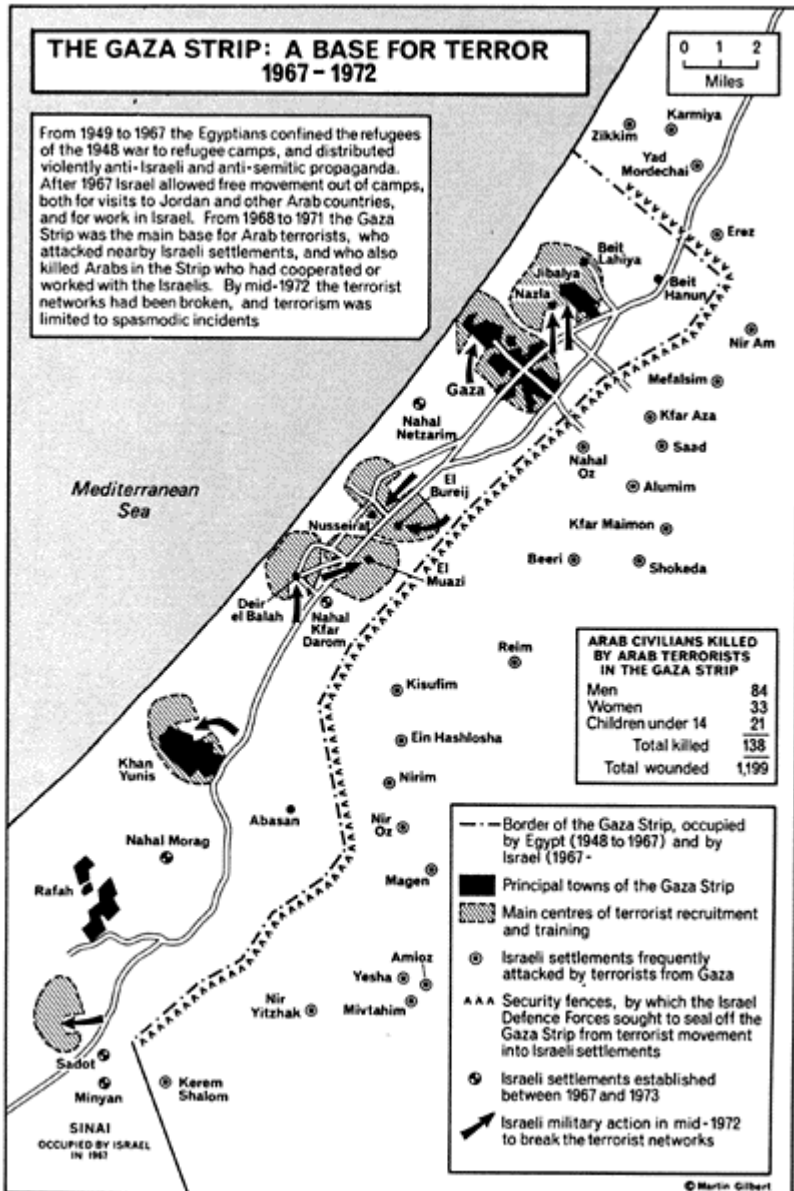 THE GAZA STRIP: A BASE FOR TERROR
1967-1972
0 1 2
Miles
From 1949 to 1967 the Egyptians confined the refugees
of the 1948 war to refugee camps, and distributed
violently anti-Israeli and anti-semitic propaganda.
After 1967 Israel allowed free movement out of camps,
both for visits to Jordan and other Arab countries,
and for work in Israel. From 1968 to 1971 the Gaza
Strip was the main base for Arab terrorists, who
attacked nearby Israeli settlements, and who also
killed Arabs in the Strip who had cooperated or
worked with the Israelis. By mid-1972 the terrorist
networks had been broken, and terrorism was
limited to spasmodic incidents
Karmiya
Zikkim
Yad
Mordechai
Erez
Beit
Lahiya
Jibalya
Nazla
Beit
Hanun
Nir Am
Gaza
Mefalsim
Nahal
Netzarim
Kfar Aza
Saad
Nahal
Oz
Alumim
Mediterranean
Sea
El
Bureij
Nusseirat
Kfar Maimon
Beeri
Shokeda
El
Muazi
Deir
el Balah
Nahal
Kfar
Darom
Reim
Kisufim
ARAB CIVILIANS KILLED
BY ARAB TERRORISTS
IN THE GAZA STRIP
Men 84
Women 33
Children under 14 21
Total killed 138
Total wounded 1,199
Ein Hashlosha
Khan
Yunis
Nirim
Abasan
Nir
Oz
Nahal Morag
Magen
Rafah
Amioz
Yesha
Nir
Yitzhak
Mivtahim
Sadot
Minyan
Kerem
Shalom
SINAI
OCCUPIED BY ISRAEL
IN 1967
Border of the Gaza Strip, occupied
by Egypt (1948 to 1967) and by
Israel (1967-
Principal towns of the Gaza Strip
Main centres of terrorist recruitment
and training
Israeli settlements frequently
attacked by terrorists from Gaza
Security fences, by which the Israel
Defence Forces sought to seal off the
Gaza Strip from terrorist movement
into Israeli settlements
Israeli settlements established
between 1967 and 1973
Israeli military action in mid-1972
to break the terrorist networks
© Martin Gilbert